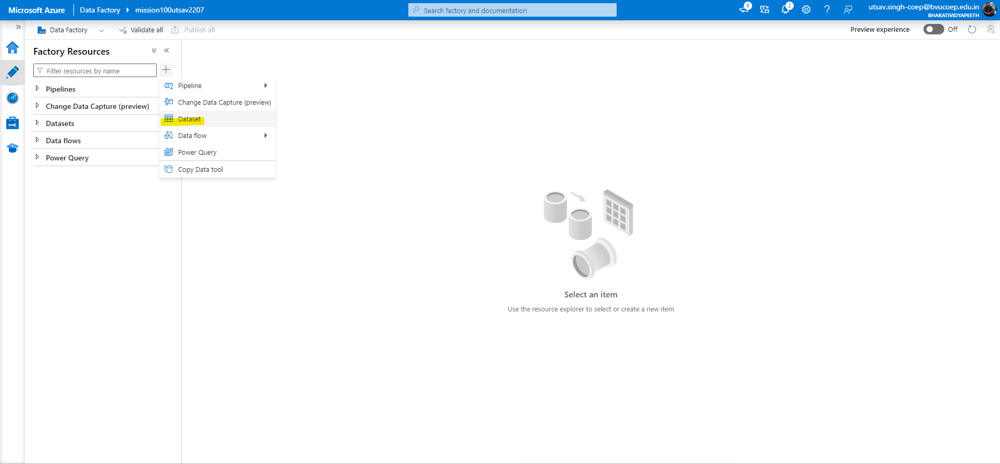 Microsoft Azure Data Factory mission100utsav2207 Search factory and documentation 6 2 utsav.singh-coep@bvucoep.edu.in
BHARATIVIDYAPEETH
Data Factory Validate all Publish all Preview experience Off
Factory Resources
Filter resources by name
Pipelines
Change Data Capture (preview)
Datasets
Data flows
Power Query
Pipeline
Change Data Capture (preview)
Dataset
Data flow
Power Query
Copy Data tool
Select an item
Use the resource explorer to select or create a new item